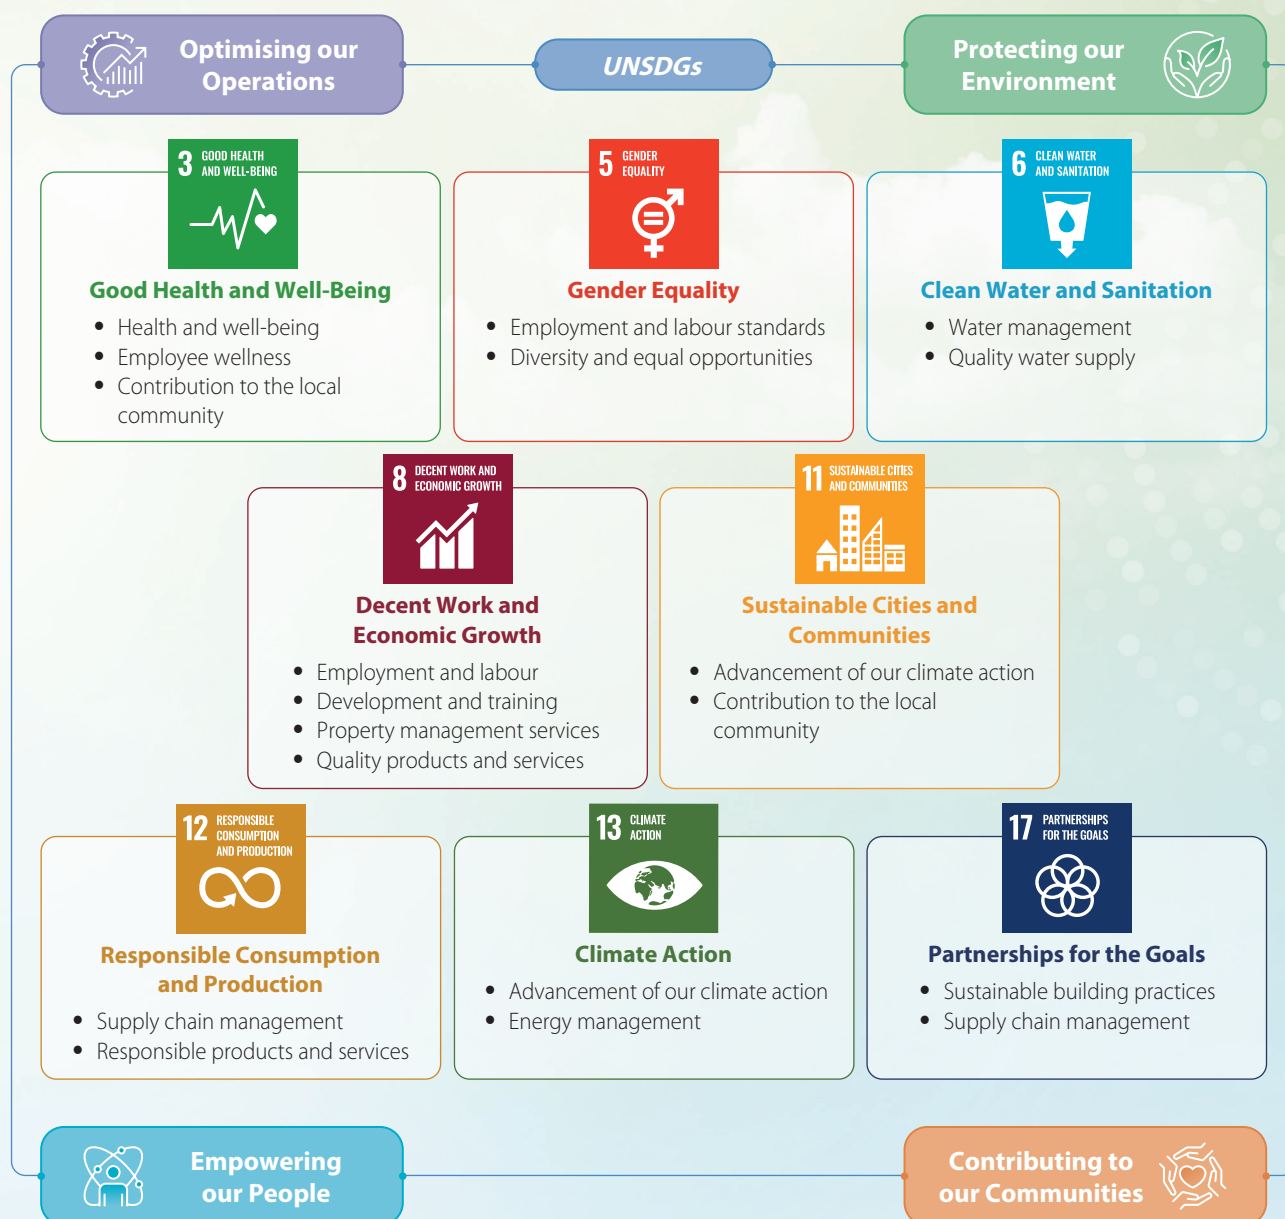 Optimising our
Operations
UNSDGs
Protecting our
Environment
3 GOOD HEALTH
AND WELL-BEING
Good Health and Well-Being
• Health and well-being
• Employee wellness
• Contribution to the local
community
5 GENDER
EQUALITY
Gender Equality
• Employment and labour standards
• Diversity and equal opportunities
6 CLEAN WATER
AND SANITATION
Clean Water and Sanitation
• Water management
• Quality water supply
8 DECENT WORK AND
ECONOMIC GROWTH
Decent Work and
Economic Growth
• Employment and labour
• Development and training
• Property management services
• Quality products and services
11 SUSTAINABLE CITIES
AND COMMUNITIES
Sustainable Cities and
Communities
• Advancement of our climate action
• Contribution to the local
community
12 RESPONSIBLE
CONSUMPTION
AND PRODUCTION
Responsible Consumption
and Production
• Supply chain management
• Responsible products and services
13 CLIMATE
ACTION
Climate Action
• Advancement of our climate action
• Energy management
17 PARTNERSHIPS
FOR THE GOALS
Partnerships for the Goals
• Sustainable building practices
• Supply chain management
Empowering
our People
Contributing to
our Communities